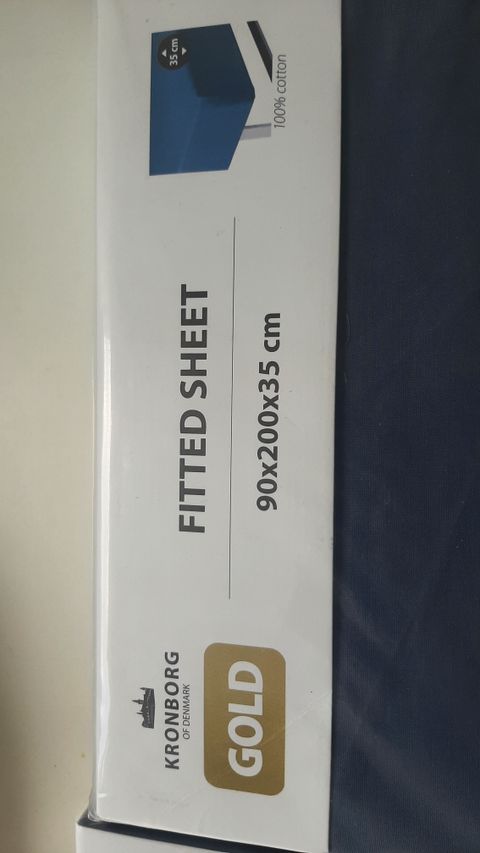 KRONBORG
OF DENMARK
GOLD
FITTED SHEET
90x200x35 cm
35 cm
100% cotton